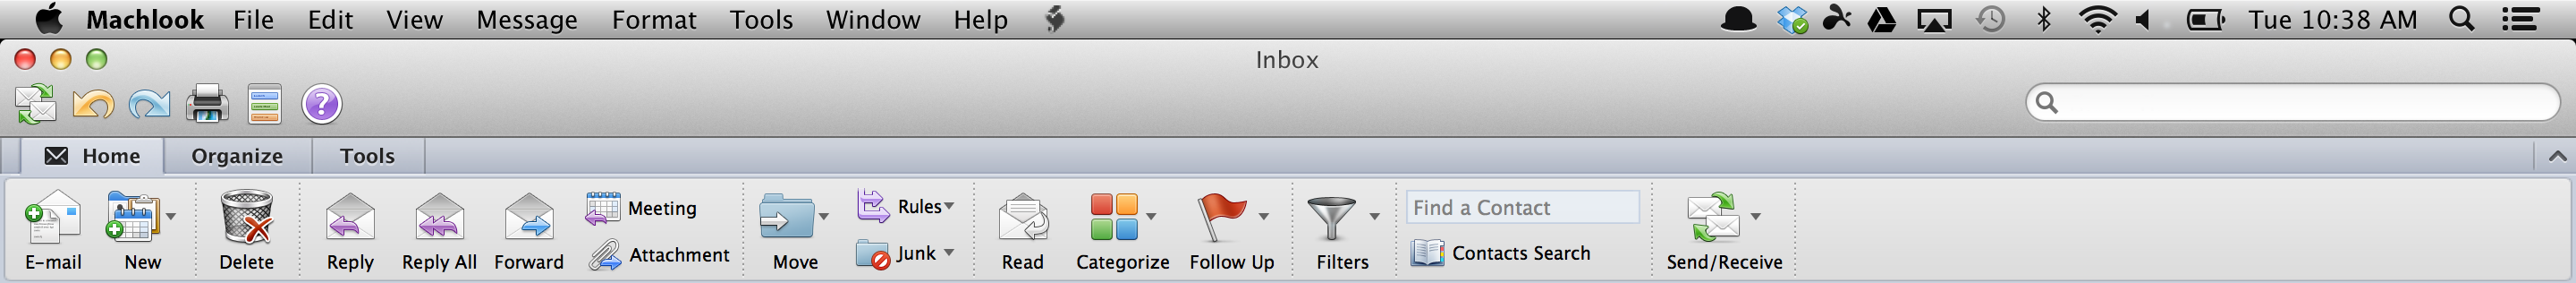 Machlook File Edit View Message Format Tools Window Help Tue 10:38 AM
Inbox
Home Organize Tools
E-mail New Delete Reply Reply All Forward Meeting Attachment Move Rules Junk Read Categorize Follow Up Filters Find a Contact Contacts Search Send/Receive